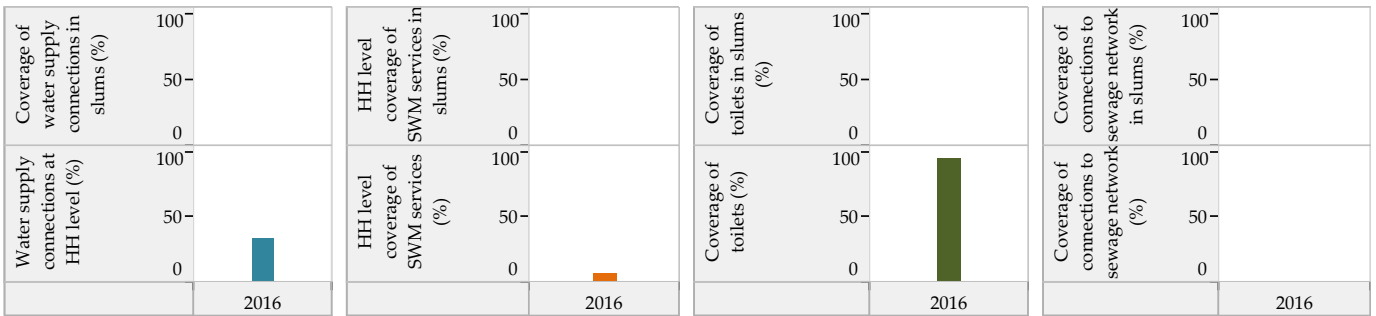 Coverage of
water supply
connections in
slums (%)
100
50
0
Water supply
connections at
HH level (%)
100
50
0
2016
HH level
coverage of
SWM services in
slums (%)
100
50
0
HH level
coverage of
SWM services
(%)
100
50
0
2016
Coverage of
toilets in slums
(%)
100
50
0
Coverage of
toilets (%)
100
50
0
2016
Coverage of
connections to
sewage network
in slums (%)
100
50
0
Coverage of
connections to
sewage network
(%)
100
50
0
2016